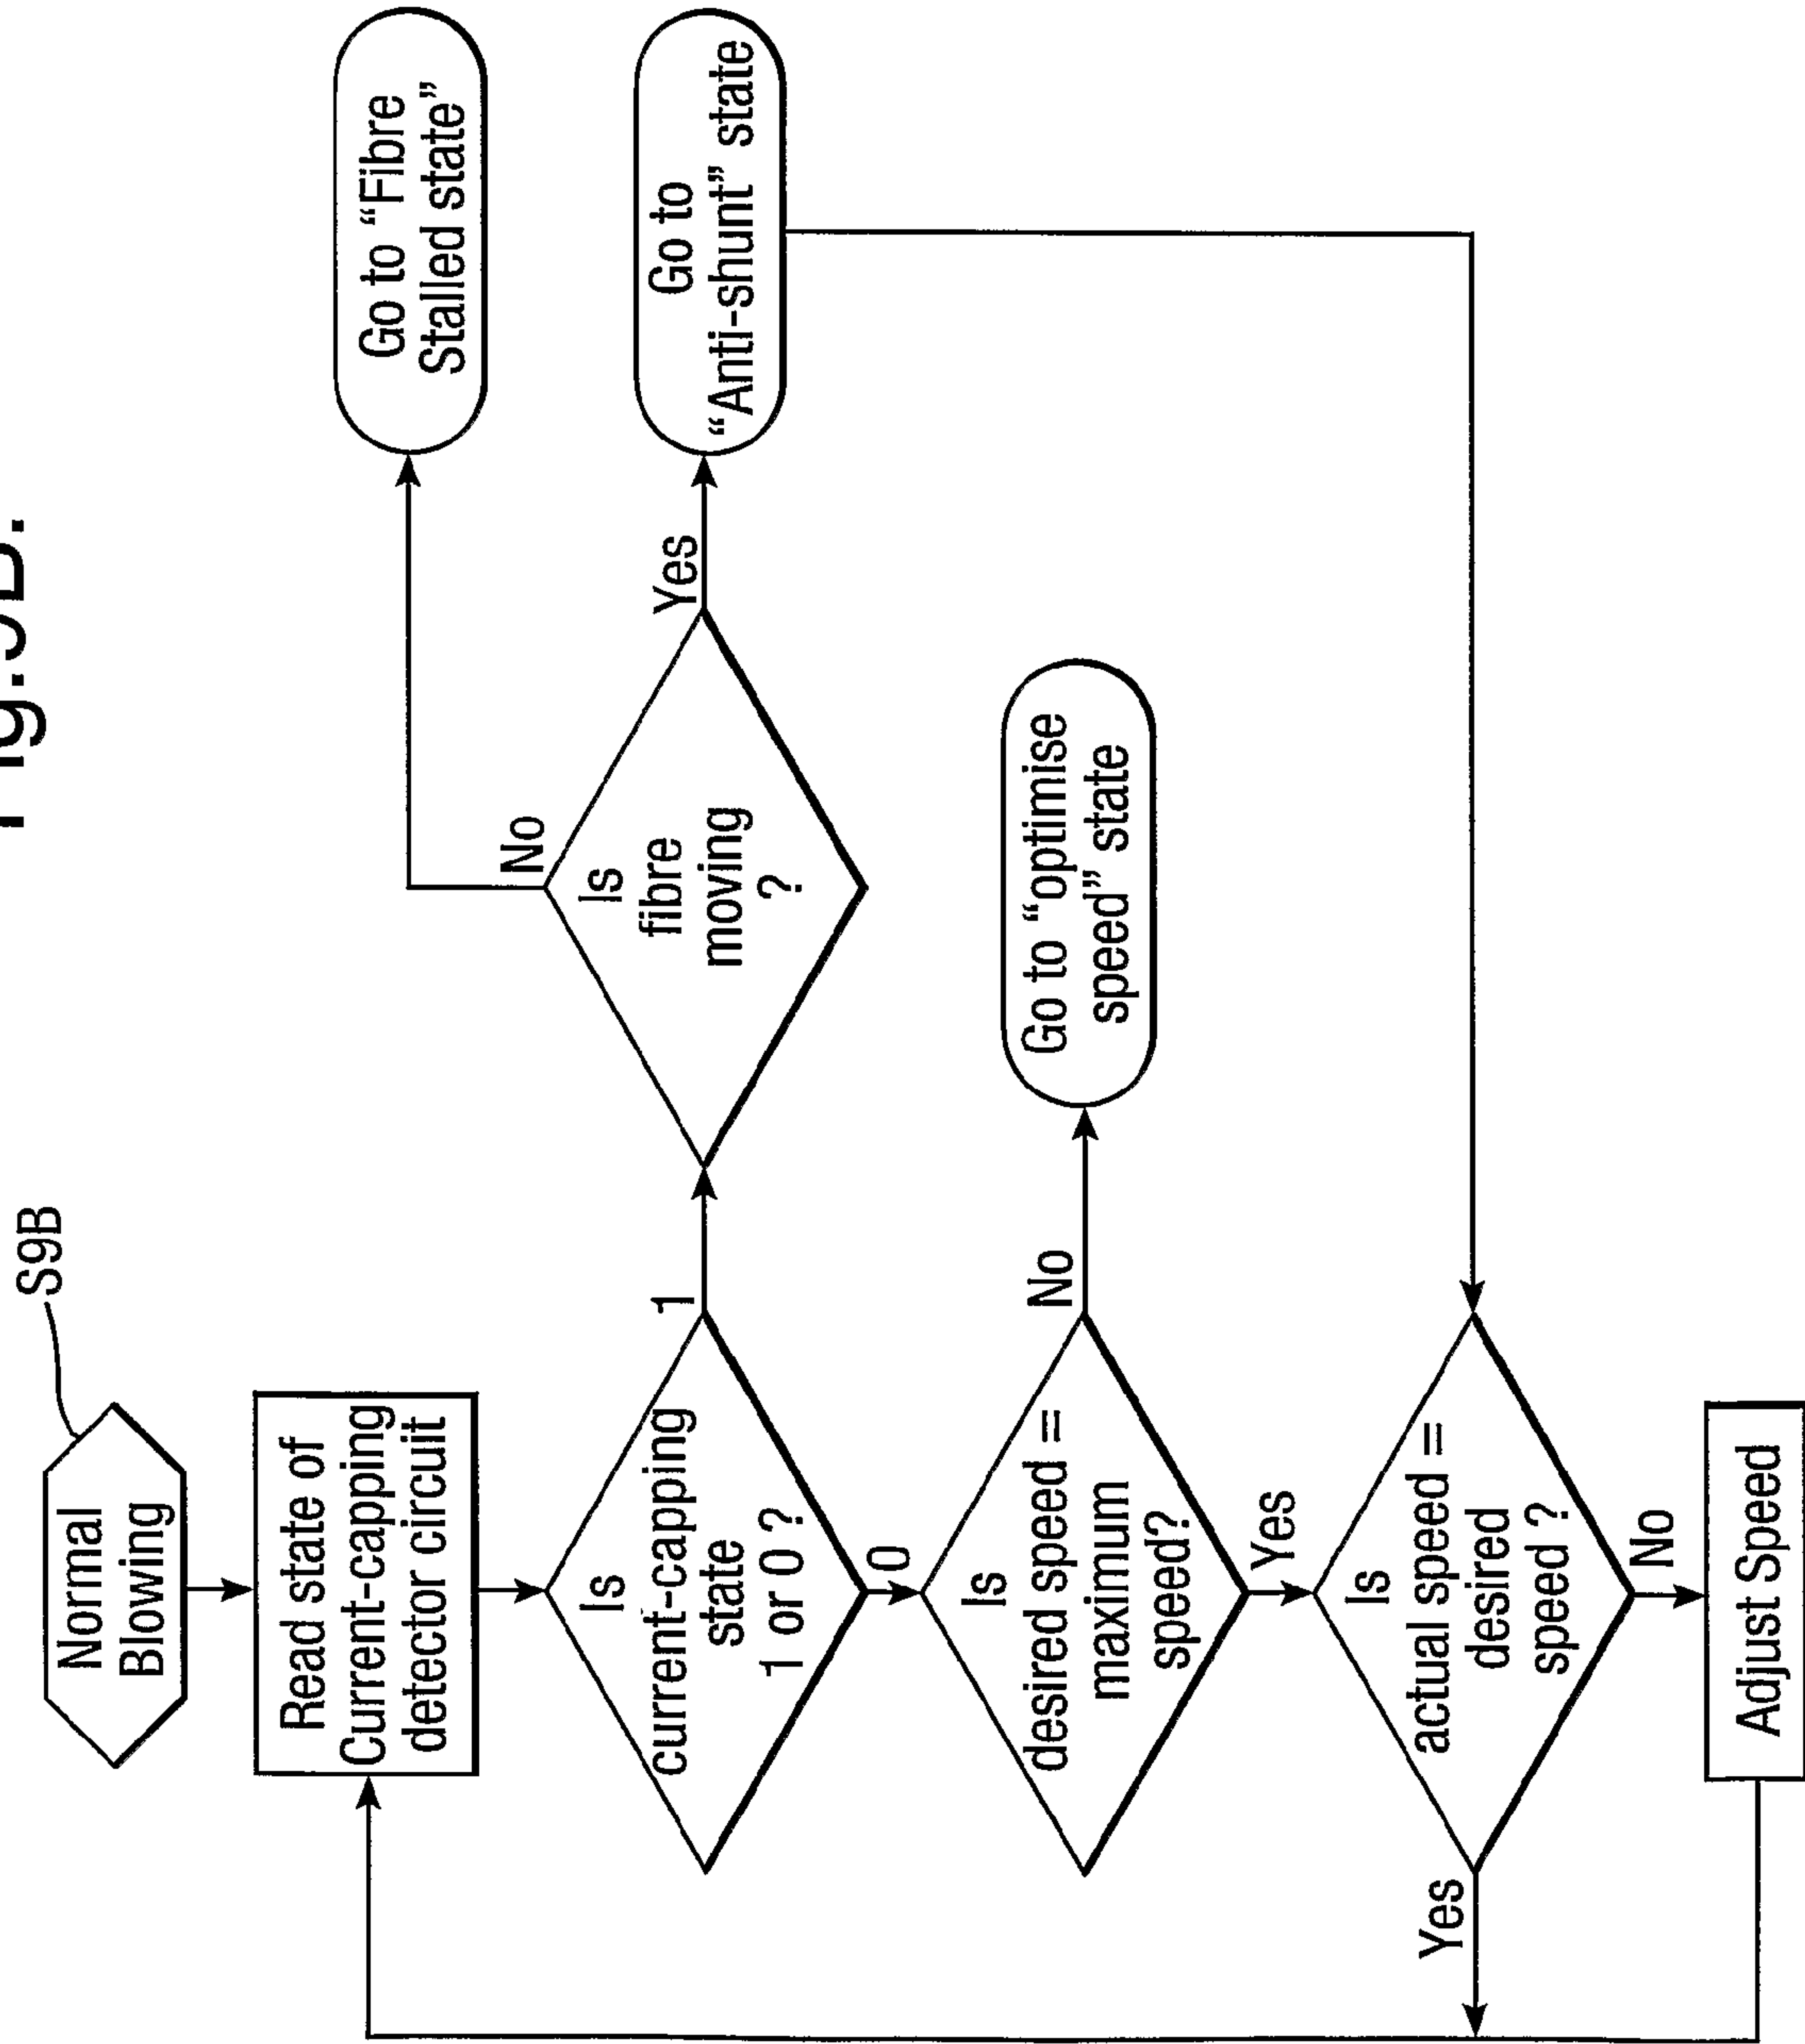 S9B
Normal
Blowing
Read state of
Current-capping
detector circuit
Is
current-capping
state
1 or 0 ?
1
0
Is
fibre
moving
?
No
Yes
Go to “Fibre
Stalled state”
Go to
“Anti-shunt” state
Is
desired speed =
maximum
speed?
No
Yes
Go to “optimise
speed” state
Is
actual speed =
desired
speed ?
Yes
No
Adjust Speed